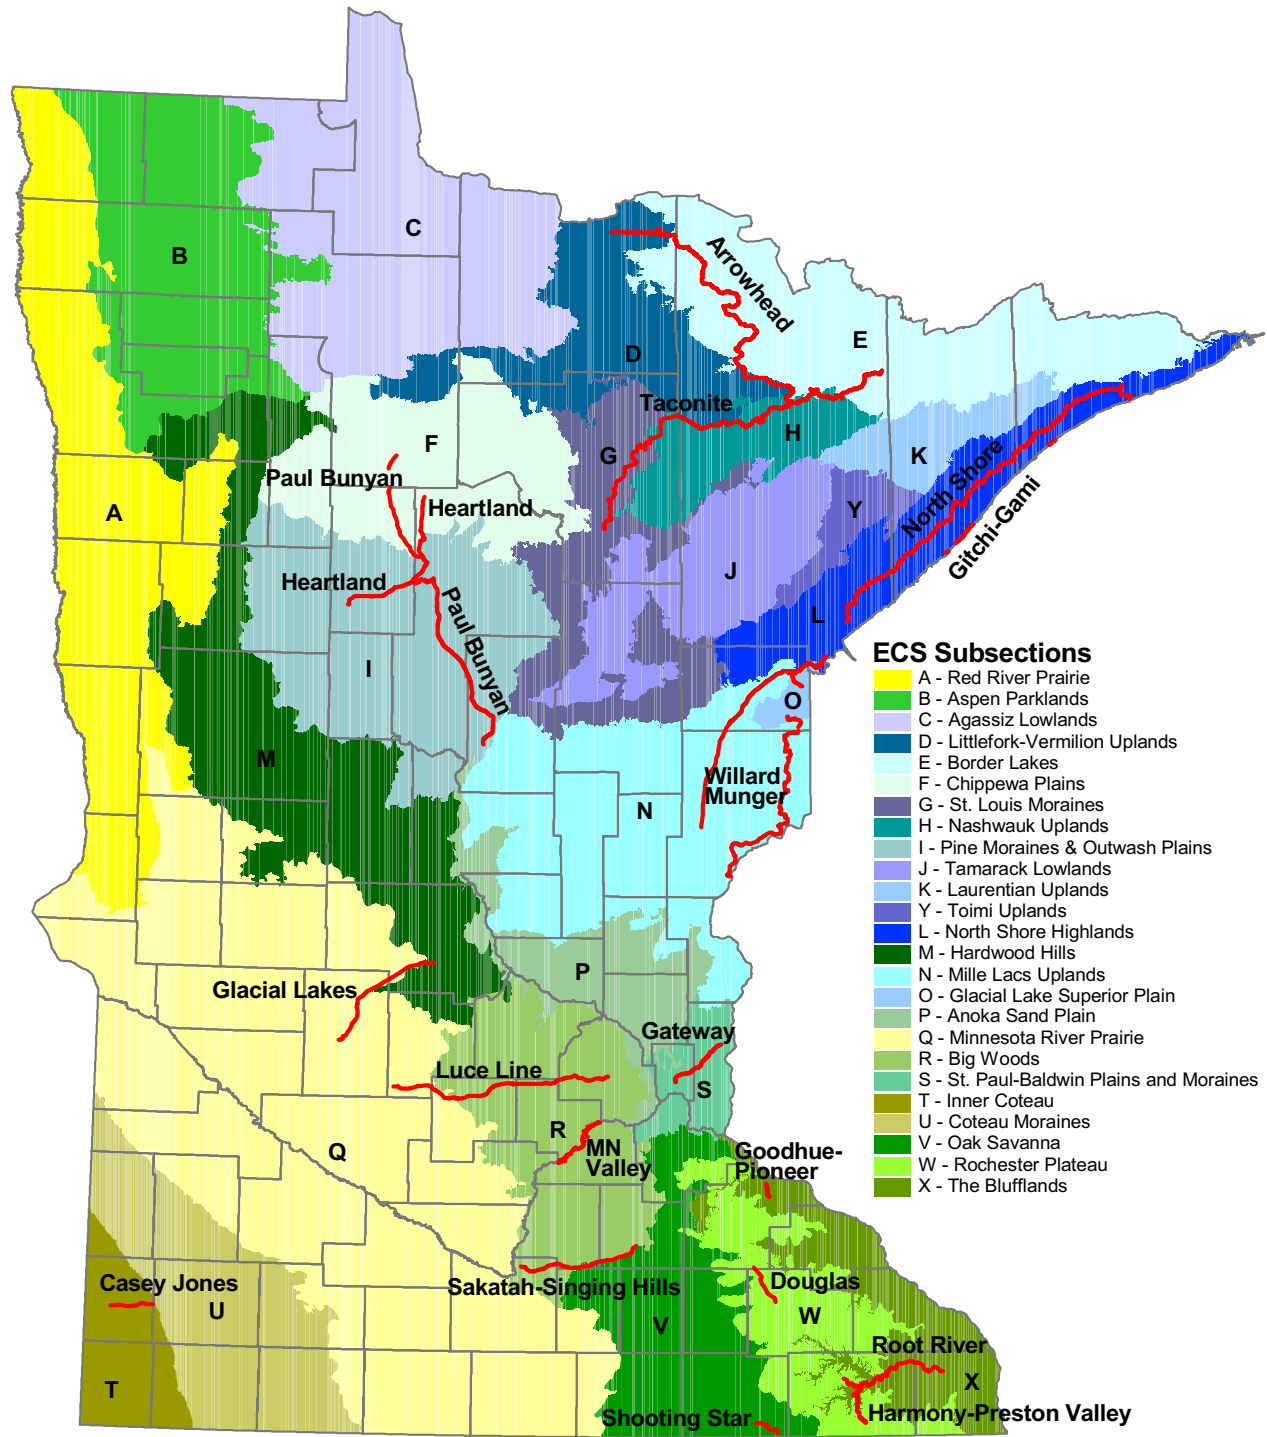 C
B
Arrowhead
E
D
Taconite
H
F
G
K
Paul Bunyan
North Shore
Heartland
A
Y
Gitchi-Gami
J
Heartland
Paul Bunyan
L
I
O
M
Willard
Munger
N
P
Glacial Lakes
Gateway
Luce Line
S
R
MN
Valley
Q
Goodhue-
Pioneer
Casey Jones
U
Sakatah-Singing Hills
Douglas
W
V
Root River
T
X
Shooting Star
Harmony-Preston Valley
ECS Subsections
A - Red River Prairie
B - Aspen Parklands
C - Agassiz Lowlands
D - Littlefork-Vermilion Uplands
E - Border Lakes
F - Chippewa Plains
G - St. Louis Moraines
H - Nashwauk Uplands
I - Pine Moraines & Outwash Plains
J - Tamarack Lowlands
K - Laurentian Uplands
Y - Toimi Uplands
L - North Shore Highlands
M - Hardwood Hills
N - Mille Lacs Uplands
O - Glacial Lake Superior Plain
P - Anoka Sand Plain
Q - Minnesota River Prairie
R - Big Woods
S - St. Paul-Baldwin Plains and Moraines
T - Inner Coteau
U - Coteau Moraines
V - Oak Savanna
W - Rochester Plateau
X - The Blufflands